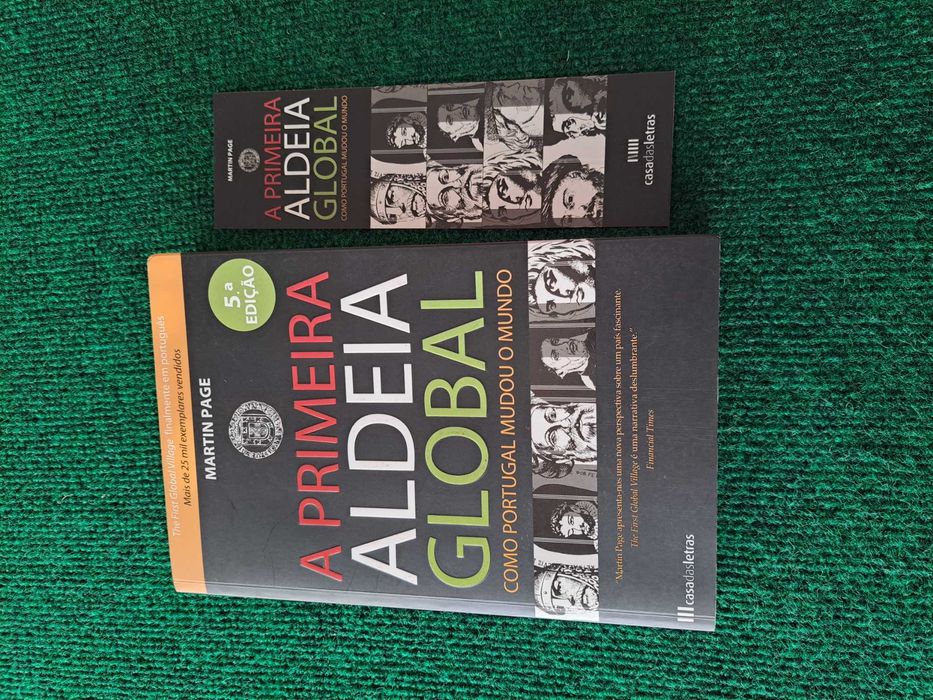 The First Global Village finalmente em português
Mais de 25 mil exemplares vendidos
MARTIN PAGE
5.ª
EDIÇÃO
A PRIMEIRA
ALDEIA
GLOBAL
COMO PORTUGAL MUDOU O MUNDO
"Martin Page apresenta-nos uma nova perspectiva sobre um país fascinante.
The First Global Village é uma narrativa deslumbrante."
Financial Times
casadasletras
MARTIN PAGE
A PRIMEIRA
ALDEIA
GLOBAL
COMO PORTUGAL MUDOU O MUNDO
casadasletras